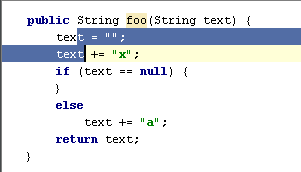 public String foo(String text) {
text = "";
text += "x";
if (text == null) {
}
else
text += "a";
return text;
}